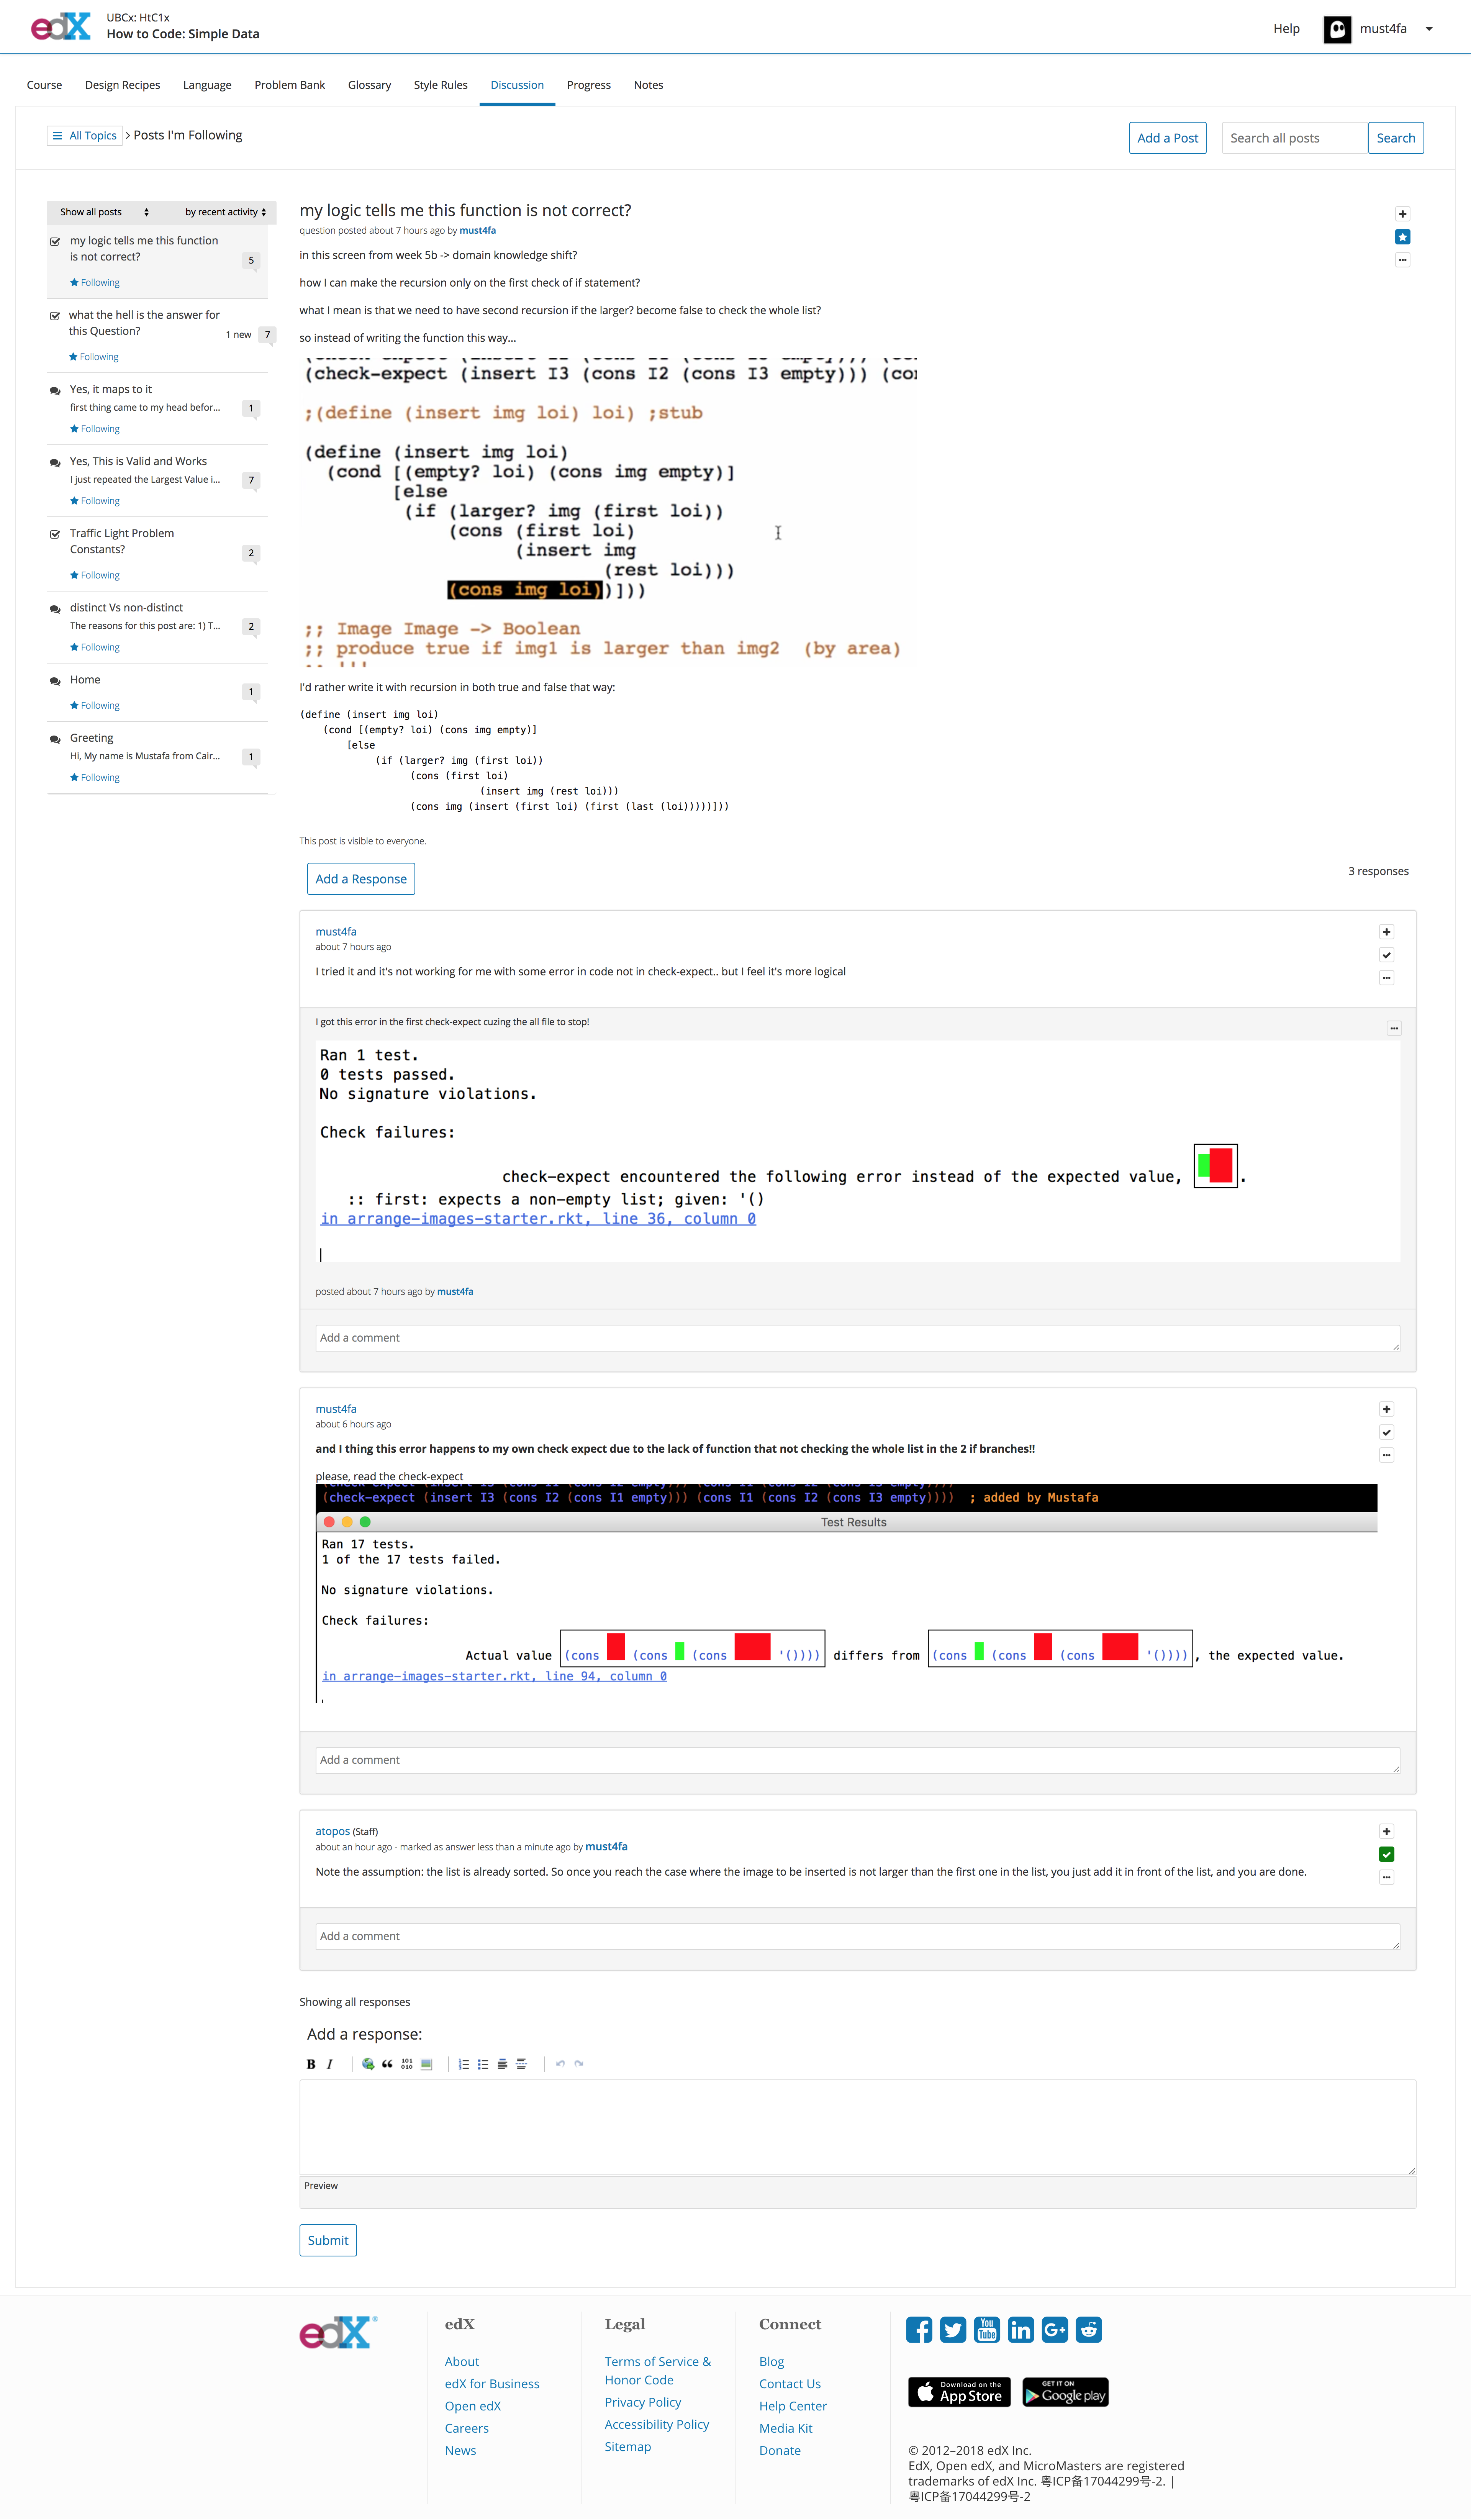 edX
UBCx: HtC1x
How to Code: Simple Data
Help
must4fa
Course
Design Recipes
Language
Problem Bank
Glossary
Style Rules
Discussion
Progress
Notes
All Topics > Posts I'm Following
Add a Post
Search all posts
Search
Show all posts
by recent activity
my logic tells me this function
is not correct?
5
Following
what the hell is the answer for
this Question?
1 new 7
Following
Yes, it maps to it
first thing came to my head befor...
1
Following
Yes, This is Valid and Works
I just repeated the Largest Value i...
7
Following
Traffic Light Problem
Constants?
2
Following
distinct Vs non-distinct
The reasons for this post are: 1) T...
2
Following
Home
1
Following
Greeting
Hi, My name is Mustafa from Cair...
1
Following
my logic tells me this function is not correct?
question posted about 7 hours ago by must4fa
in this screen from week 5b -> domain knowledge shift?
how I can make the recursion only on the first check of if statement?
what I mean is that we need to have second recursion if the larger? become false to check the whole list?
so instead of writing the function this way...
(check-expect (insert I3 (cons I2 (cons I3 empty))) (con
;(define (insert img loi) loi) ;stub
(define (insert img loi)
(cond [(empty? loi) (cons img empty)]
[else
(if (larger? img (first loi))
(cons (first loi)
(insert img
(rest loi)))
(cons img loi))]))
;; Image Image -> Boolean
;; produce true if img1 is larger than img2 (by area)
I'd rather write it with recursion in both true and false that way:
(define (insert img loi)
(cond [(empty? loi) (cons img empty)]
[else
(if (larger? img (first loi))
(cons (first loi)
(insert img (rest loi)))
(cons img (insert (first loi) (first (last (loi)))))]))
This post is visible to everyone.
Add a Response
3 responses
must4fa
about 7 hours ago
I tried it and it's not working for me with some error in code not in check-expect.. but I feel it's more logical
I got this error in the first check-expect cuzing the all file to stop!
Ran 1 test.
0 tests passed.
No signature violations.
Check failures:
check-expect encountered the following error instead of the expected value, .
:: first: expects a non-empty list; given: '()
in arrange-images-starter.rkt, line 36, column 0
posted about 7 hours ago by must4fa
Add a comment
must4fa
about 6 hours ago
and I thing this error happens to my own check expect due to the lack of function that not checking the whole list in the 2 if branches!!
please, read the check-expect
(check-expect (insert I3 (cons I2 (cons I1 empty))) (cons I1 (cons I2 (cons I3 empty)))) ; added by Mustafa
Test Results
Ran 17 tests.
1 of the 17 tests failed.
No signature violations.
Check failures:
Actual value (cons (cons (cons '()))) differs from (cons (cons (cons '()))), the expected value.
in arrange-images-starter.rkt, line 94, column 0
Add a comment
atopos (Staff)
about an hour ago - marked as answer less than a minute ago by must4fa
Note the assumption: the list is already sorted. So once you reach the case where the image to be inserted is not larger than the first one in the list, you just add it in front of the list, and you are done.
Add a comment
Showing all responses
Add a response:
B I
101
010
Preview
Submit
edX
edX
About
edX for Business
Open edX
Careers
News
Legal
Terms of Service &
Honor Code
Privacy Policy
Accessibility Policy
Sitemap
Connect
Blog
Contact Us
Help Center
Media Kit
Donate
You
Tube
in
G+
Download on the
App Store
GET IT ON
Google play
© 2012–2018 edX Inc.
EdX, Open edX, and MicroMasters are registered
trademarks of edX Inc. 粤ICP备17044299号-2. |
粤ICP备17044299号-2